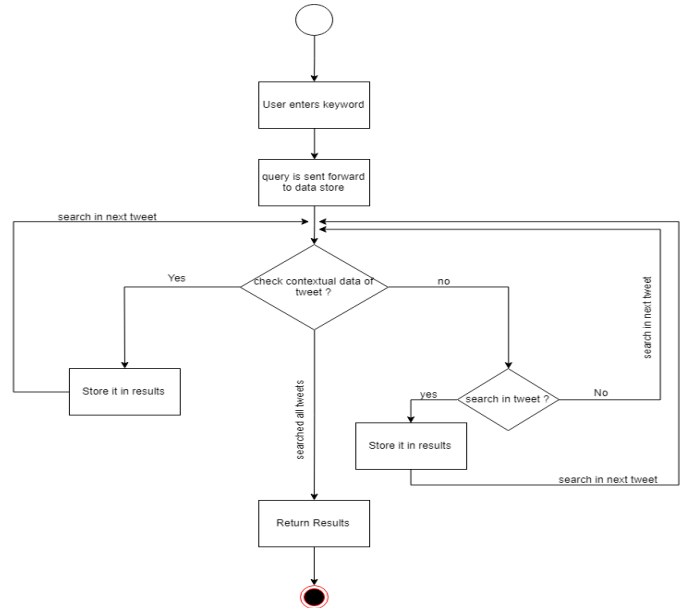 User enters keyword
query is sent forward
to data store
search in next tweet
check contextual data of
tweet ?
Yes
no
Store it in results
search in tweet ?
yes
No
search in next tweet
Store it in results
search in next tweet
searched all tweets
Return Results